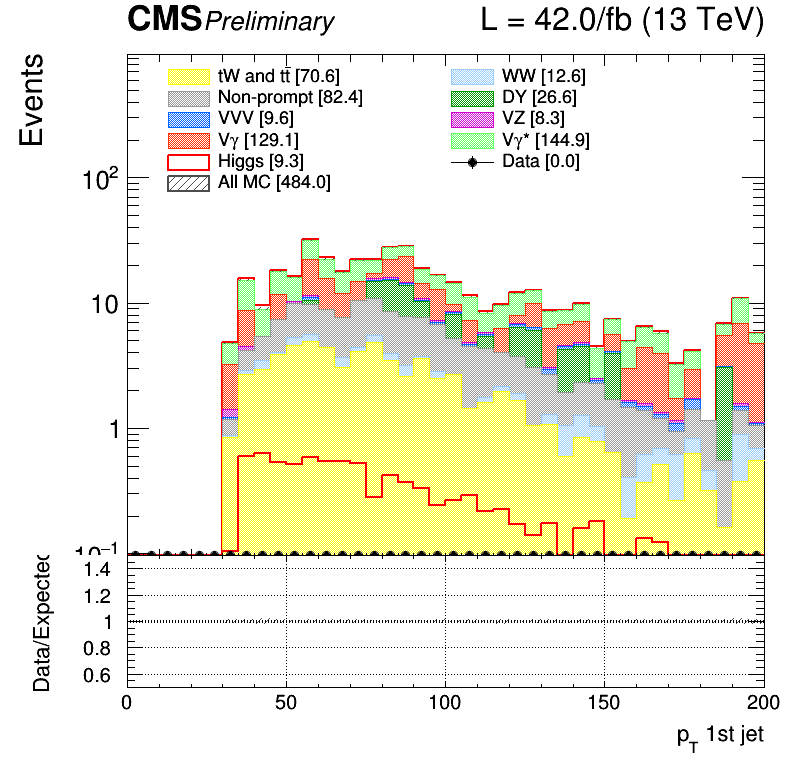 CMS Preliminary L = 42.0/fb (13 TeV)
Events
tW and tt̄ [70.6] WW [12.6]
Non-prompt [82.4] DY [26.6]
VVV [9.6] VZ [8.3]
Vγ [129.1] Vγ* [144.9]
Higgs [9.3] Data [0.0]
All MC [484.0]
10²
10
1
10⁻¹
Data/Expected
1.4
1.2
1
0.8
0.6
0 50 100 150 200
p_T 1st jet